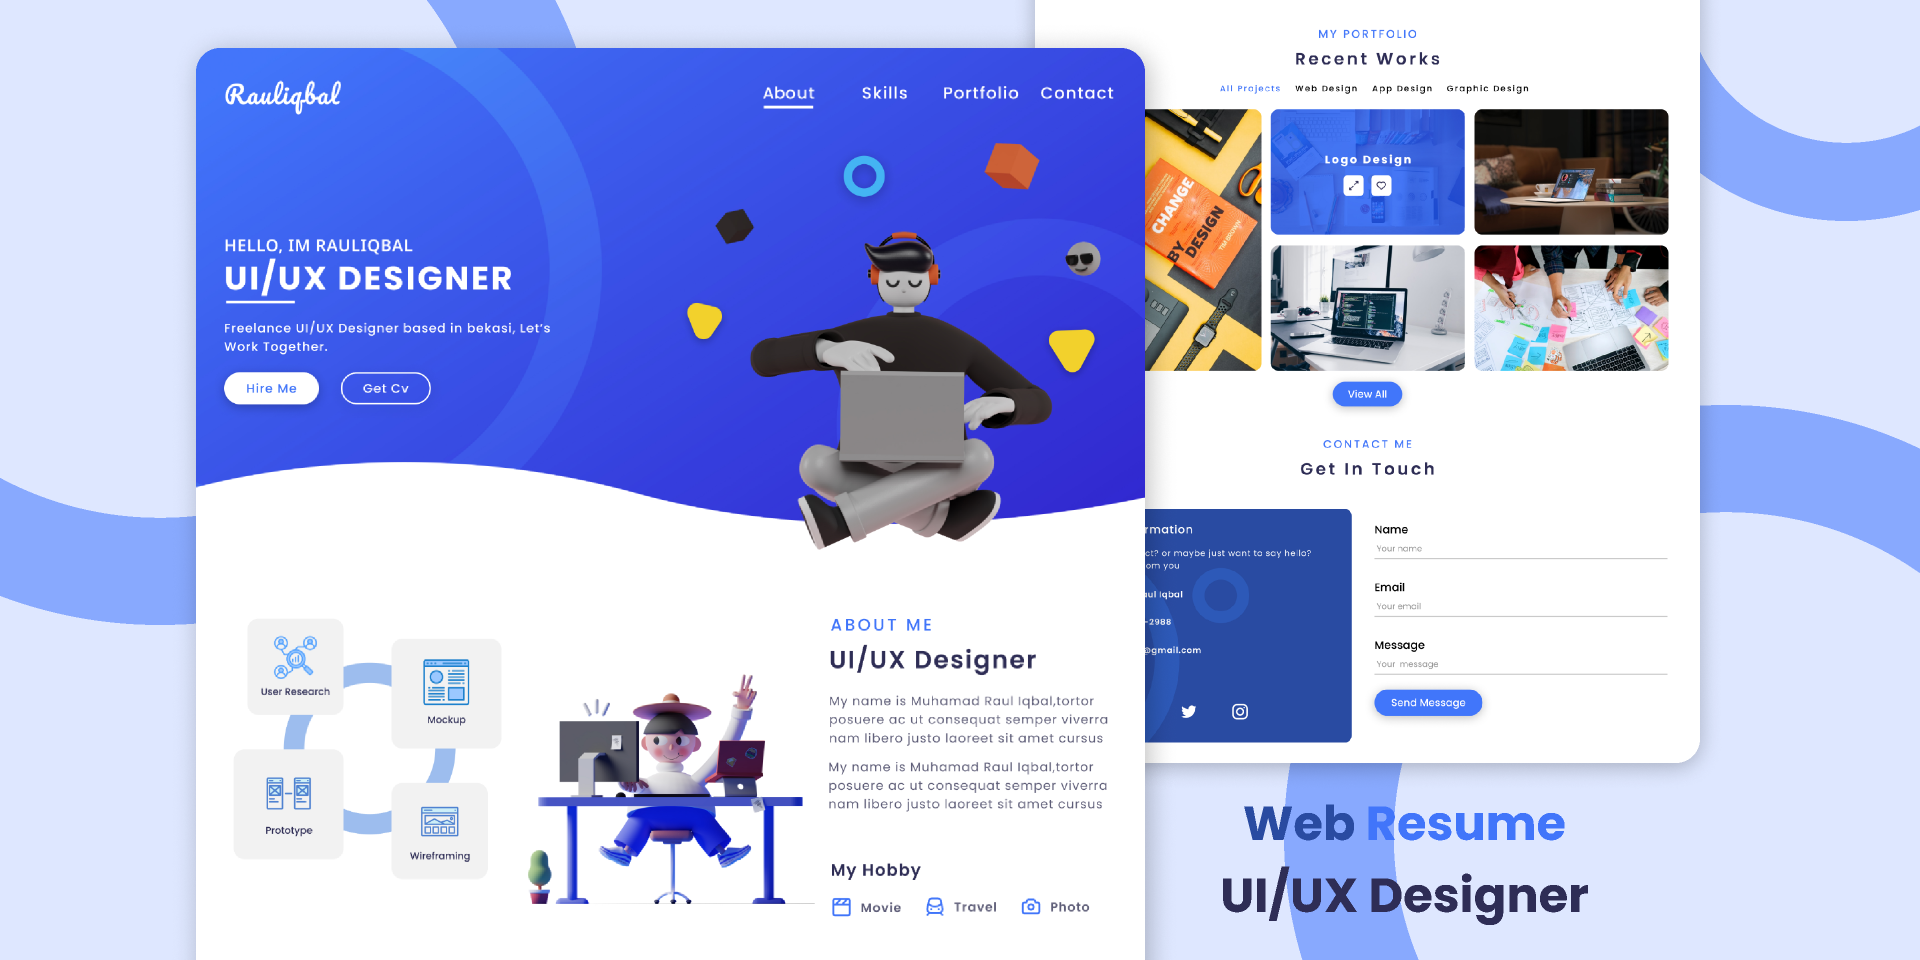 Rauliqbal
About
Skills
Portfolio
Contact
HELLO, IM RAULIQBAL
UI/UX DESIGNER
Freelance UI/UX Designer based in bekasi, Let's
Work Together.
Hire Me
Get Cv
User Research
Mockup
Prototype
Wireframing
ABOUT ME
UI/UX Designer
My name is Muhamad Raul Iqbal,tortor
posuere ac ut consequat semper viverra
nam libero justo laoreet sit amet cursus
My name is Muhamad Raul Iqbal,tortor
posuere ac ut consequat semper viverra
nam libero justo laoreet sit amet cursus
My Hobby
Movie
Travel
Photo
MY PORTFOLIO
Recent Works
All Projects
Web Design
App Design
Graphic Design
CHANGE
BY
DESIGN
TIM BROWN
Logo Design
View All
CONTACT ME
Get In Touch
rmation
ct? or maybe just want to say hello?
om you
aul Iqbal
-2988
@gmail.com
Name
Your name
Email
Your email
Message
Your message
Send Message
Web Resume
UI/UX Designer